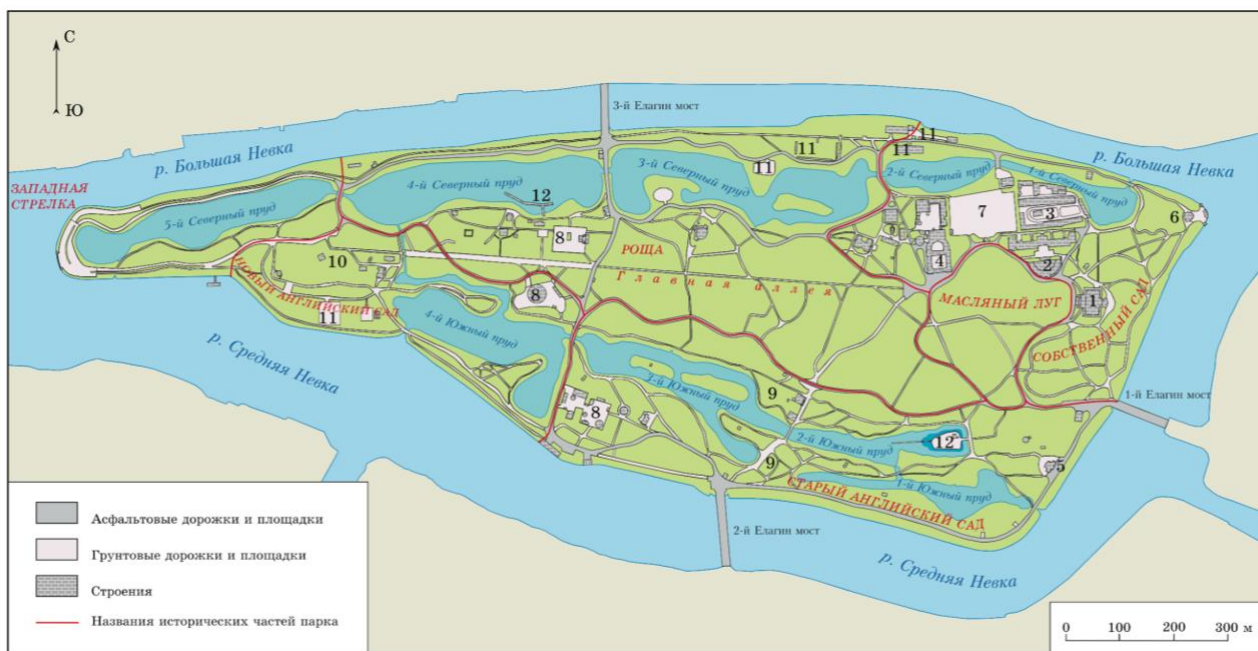 С
Ю
3-й Елагин мост
р. Большая Невка
ЗАПАДНАЯ
СТРЕЛКА
5-й Северный пруд
4-й Северный пруд
12
3-й Северный пруд
11
11
11
11
2-й Северный пруд
1-й Северный пруд
р. Большая Невка
8
РОЩА
7
3
6
4
2
1
10
Главная аллея
МАСЛЯНЫЙ ЛУГ
СОБСТВЕННЫЙ САД
НОВЫЙ АНГЛИЙСКИЙ САД
11
8
4-й Южный пруд
р. Средняя Невка
3-й Южный пруд
9
8
1-й Елагин мост
2-й Южный пруд
12
9
5
1-й Южный пруд
СТАРЫЙ АНГЛИЙСКИЙ САД
2-й Елагин мост
р. Средняя Невка
Асфальтовые дорожки и площадки
Грунтовые дорожки и площадки
Строения
Названия исторических частей парка
0 100 200 300 м